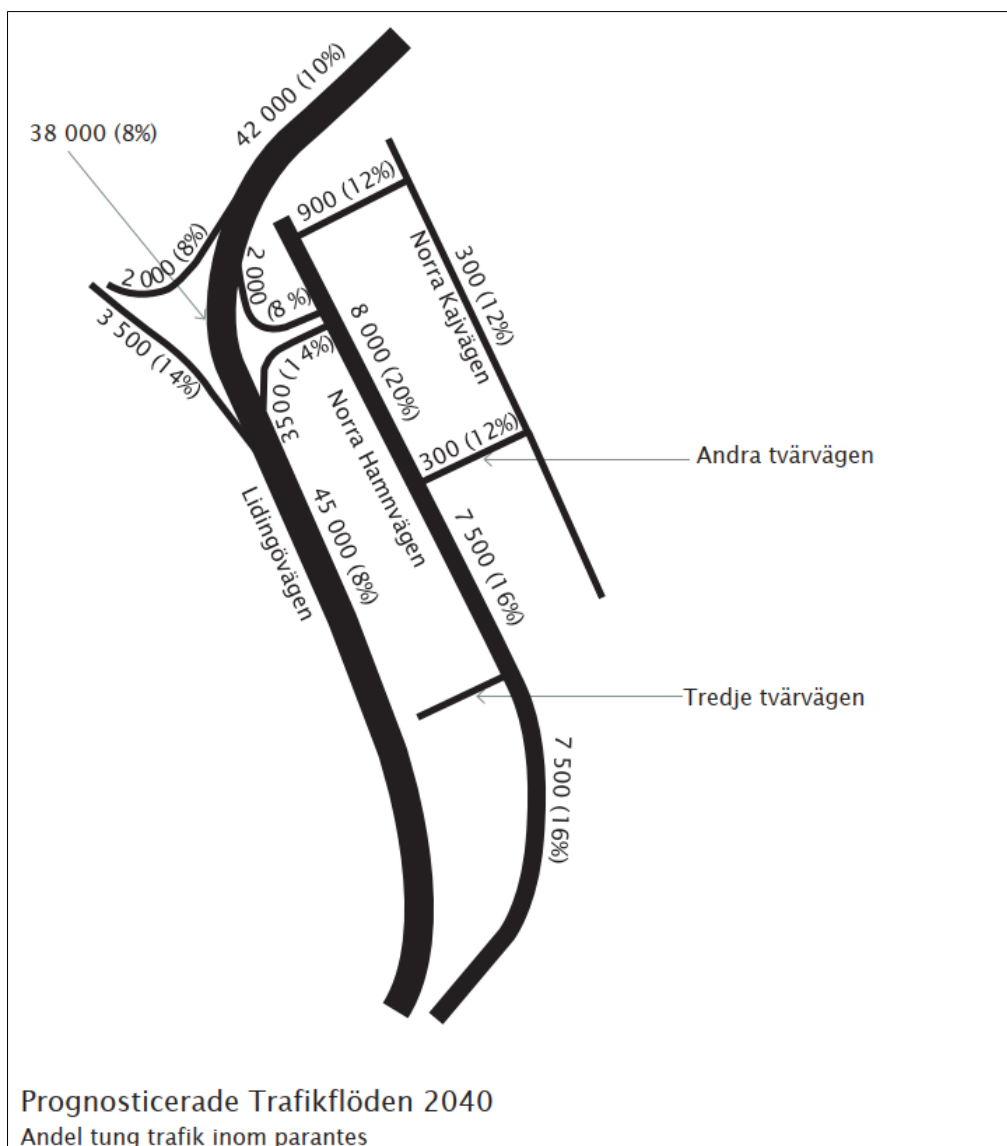 42 000 (10%)
38 000 (8%)
900 (12%)
2 000 (8%)
2 000 (8 %)
300 (12%)
Norra Kajvägen
3 500 (14%)
8 000 (20%)
3500 (14%)
Norra Hamnvägen
300 (12%)
Andra tvärvägen
Lidingövägen
45 000 (8%)
7 500 (16%)
Tredje tvärvägen
7 500 (16%)
Prognosticerade Trafikflöden 2040
Andel tung trafik inom parantes